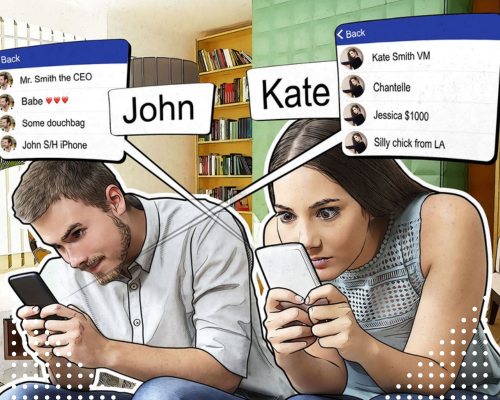 Back
Mr. Smith the CEO
Babe ♥♥♥
Some douchbag
John S/H iPhone
John
Kate
Back
Kate Smith VM
Chantelle
Jessica $1000
Silly chick from LA